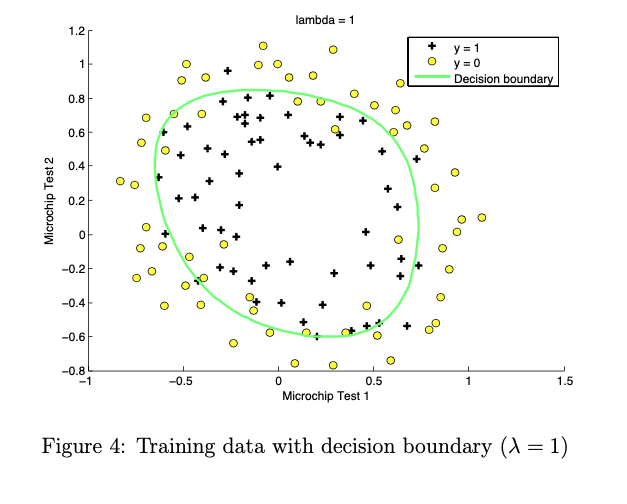 lambda = 1
1.2
1
0.8
0.6
0.4
0.2
0
−0.2
−0.4
−0.6
−0.8
Microchip Test 2
y = 1
y = 0
Decision boundary
−1 −0.5 0 0.5 1 1.5
Microchip Test 1
Figure 4: Training data with decision boundary (λ = 1)